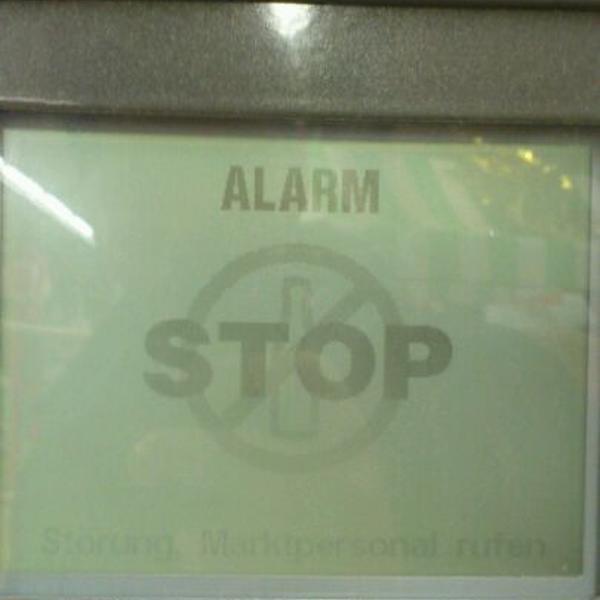 ALARM
STOP
Störung, Marktpersonal rufen